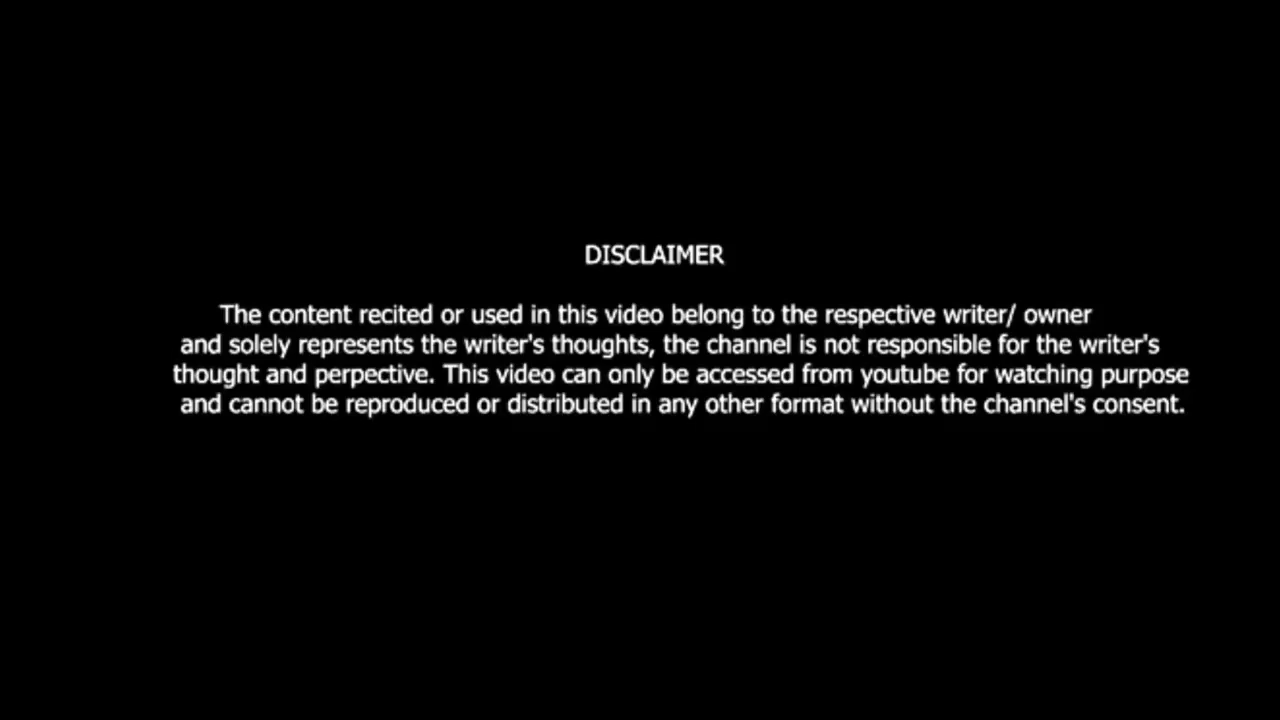 DISCLAIMER
The content recited or used in this video belong to the respective writer/ owner
and solely represents the writer's thoughts, the channel is not responsible for the writer's
thought and perpective. This video can only be accessed from youtube for watching purpose
and cannot be reproduced or distributed in any other format without the channel's consent.